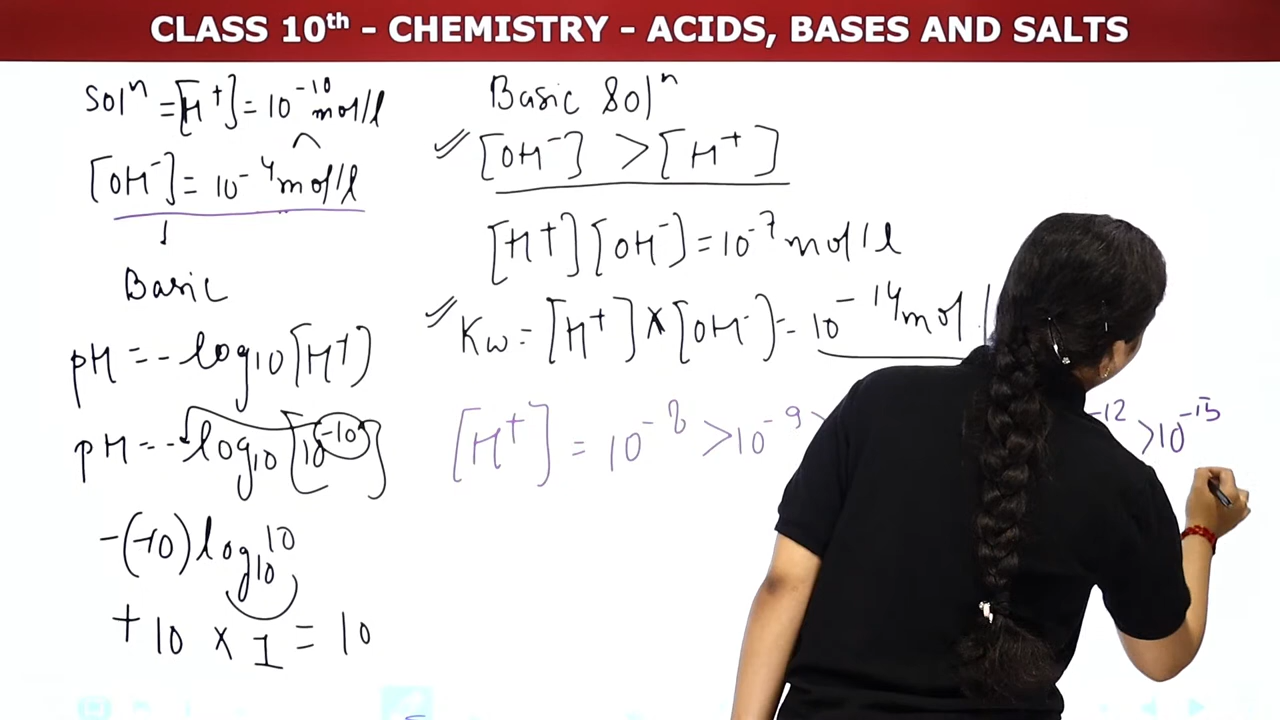 CLASS 10th - CHEMISTRY - ACIDS, BASES AND SALTS
Solⁿ = [H⁺] = 10⁻¹⁰ mol/l
[OH⁻] = 10⁻⁴ mol/l
↓
Basic
pH = - log10 [H⁺]
pH = - log10 [10⁻¹⁰]
-(-10) log10 10
+10 × 1 = 10
Basic Solⁿ
[OH⁻] > [H⁺]
[H⁺][OH⁻] = 10⁻⁷ mol/l
Kw = [H⁺] × [OH⁻] = 10⁻¹⁴ mol
[H⁺] = 10⁻⁸ > 10⁻⁹ > ⁻¹² > 10